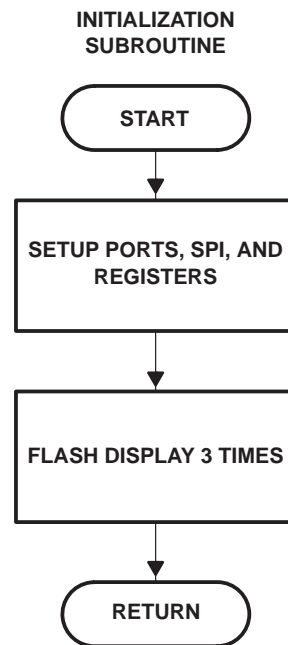 INITIALIZATION
SUBROUTINE
START
SETUP PORTS, SPI, AND
REGISTERS
FLASH DISPLAY 3 TIMES
RETURN